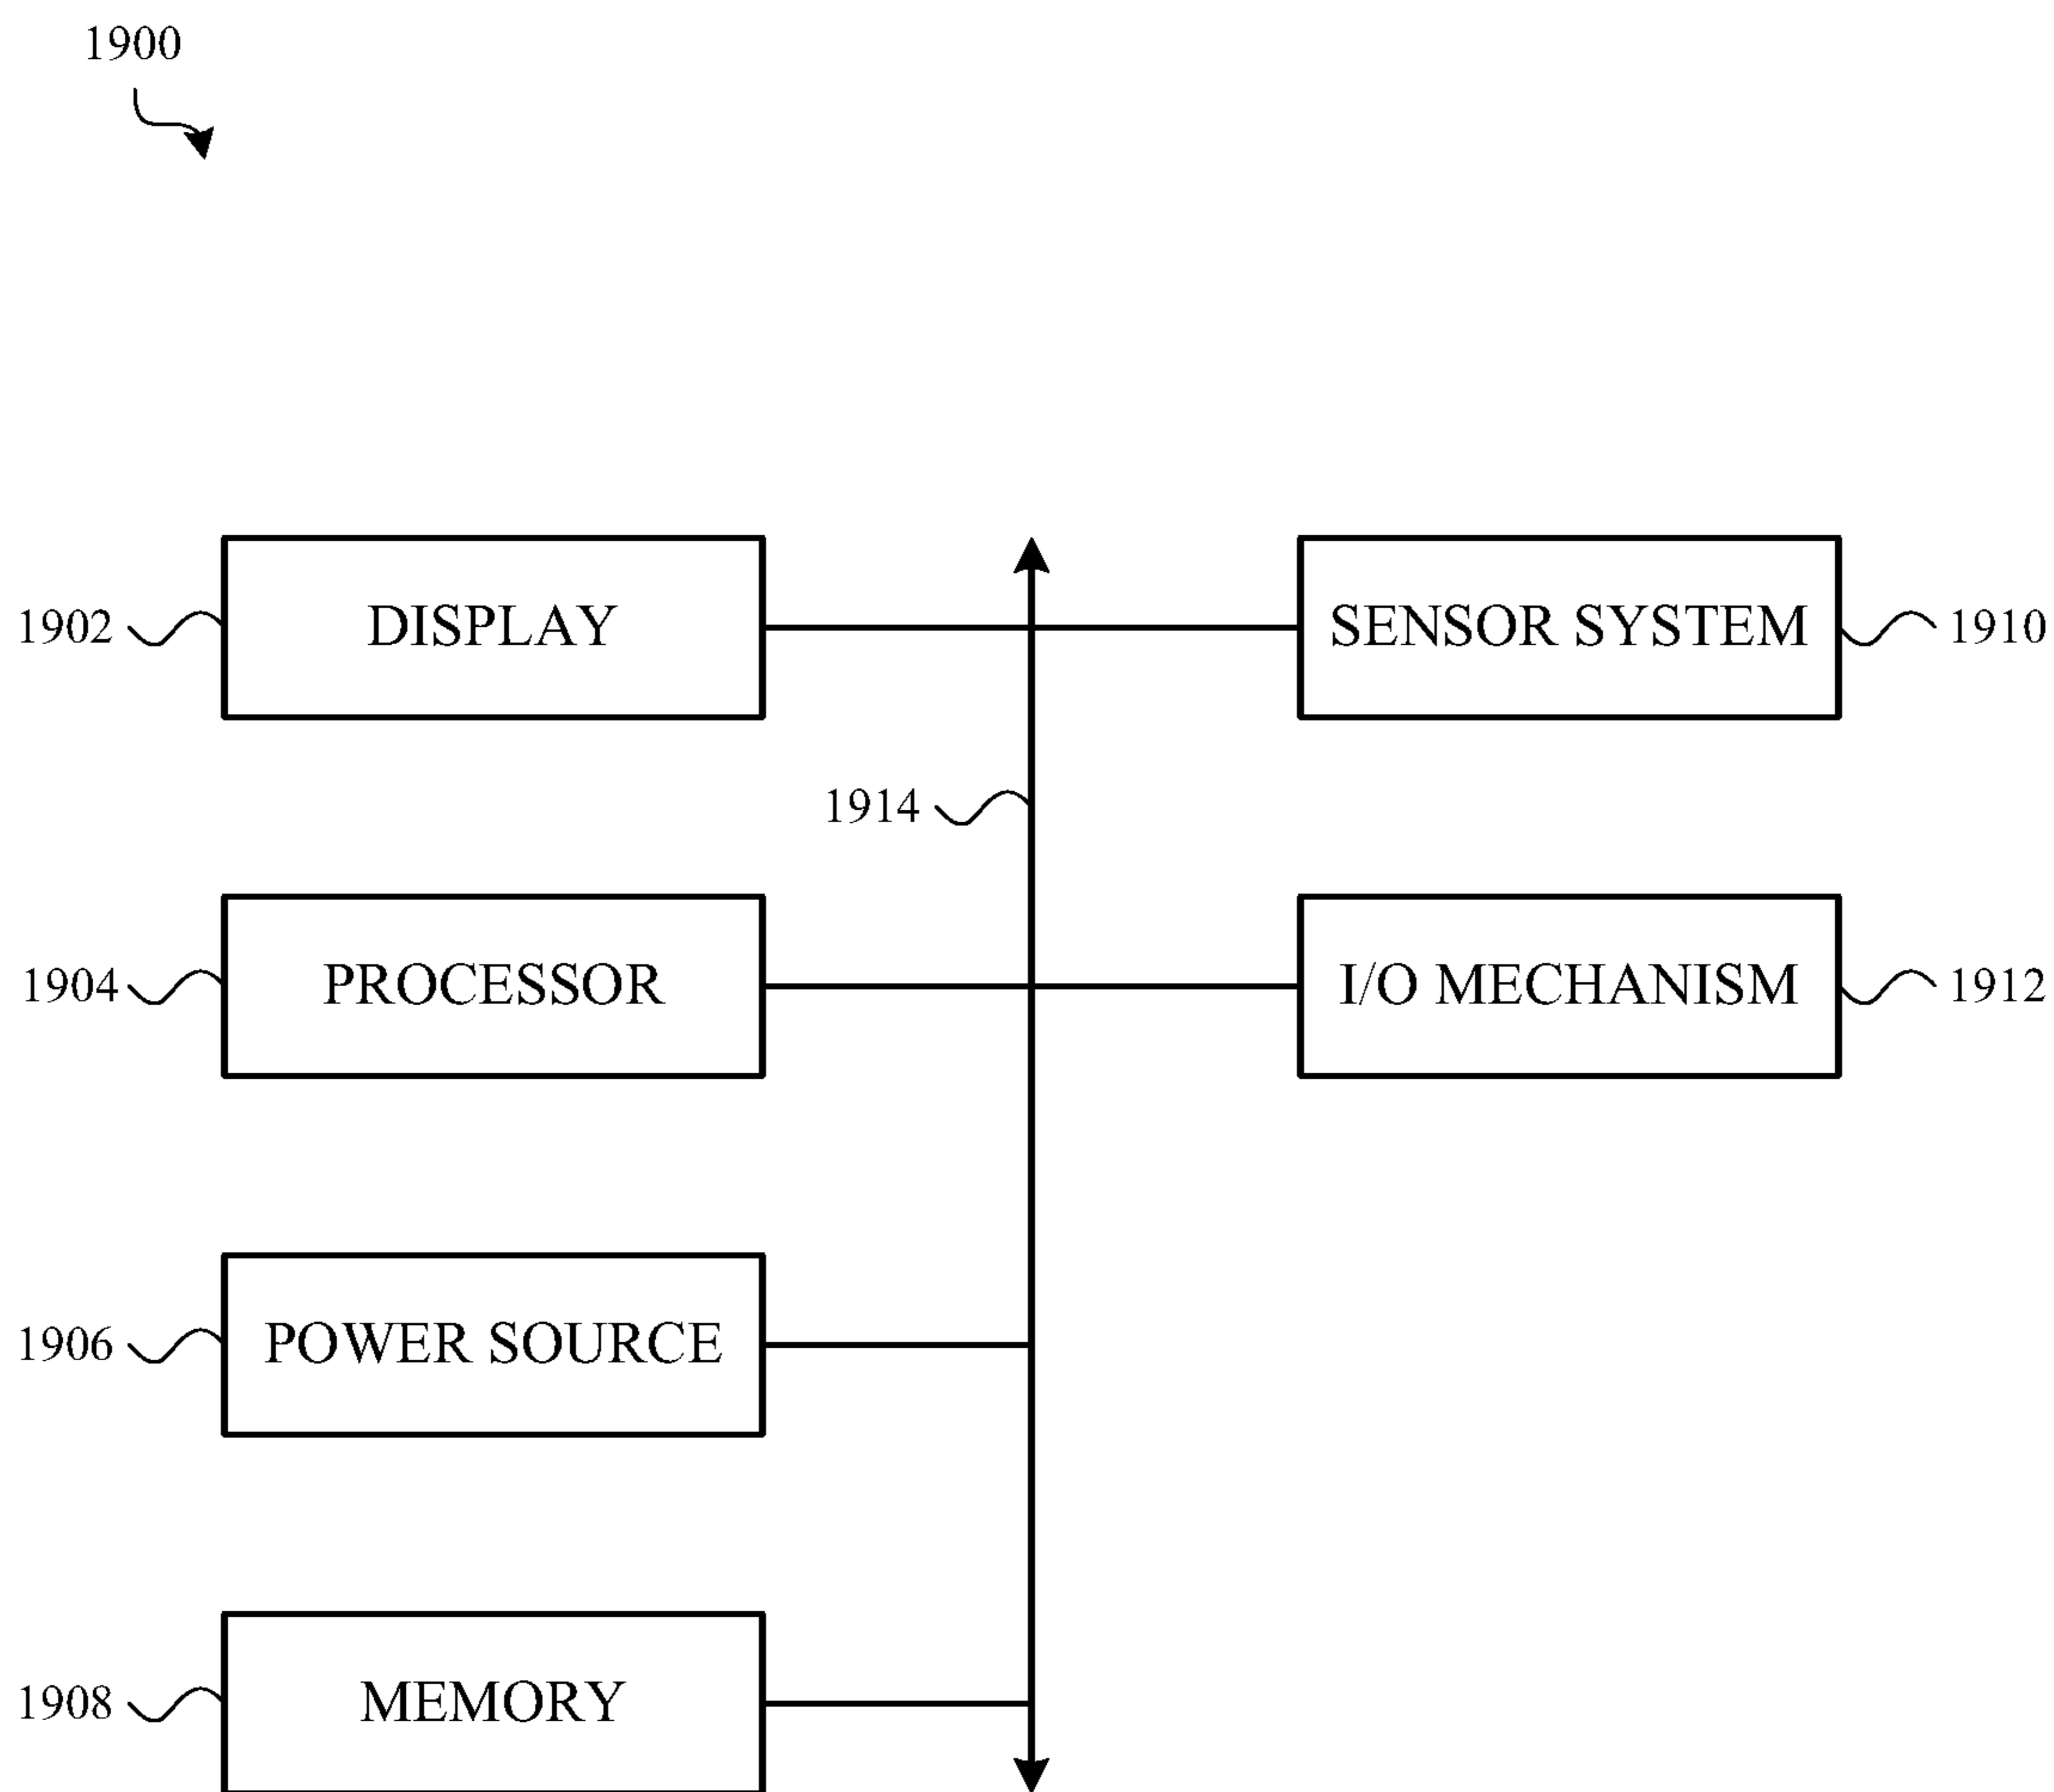 1900
1902 DISPLAY SENSOR SYSTEM 1910
1914
1904 PROCESSOR I/O MECHANISM 1912
1906 POWER SOURCE
1908 MEMORY